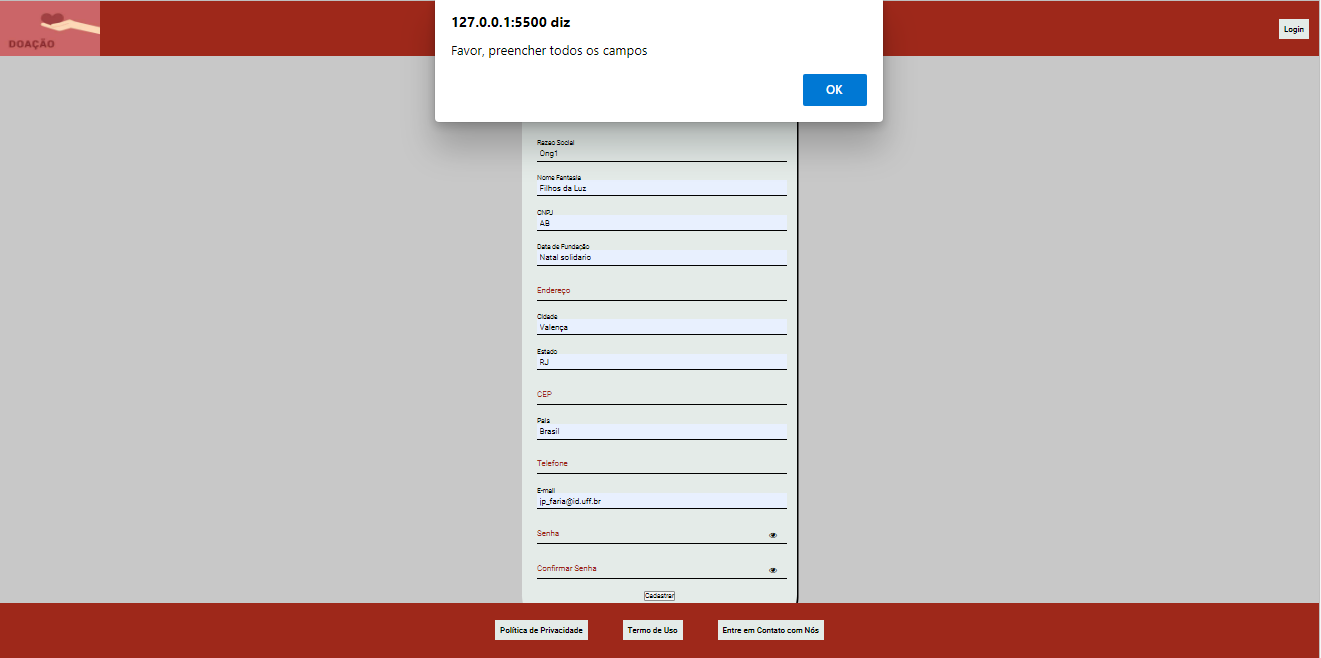 DOAÇÃO
127.0.0.1:5500 diz
Favor, preencher todos os campos
OK
Login
Razao Social
Ong1
Nome Fantasia
Filhos da Luz
CNPJ
AB
Data de Fundação
Natal solidario
Endereço
Cidade
Valença
Estado
RJ
CEP
Pais
Brasil
Telefone
E-mail
jp_faria@id.uff.br
Senha
Confirmar Senha
Cadastrar
Política de Privacidade
Termo de Uso
Entre em Contato com Nós